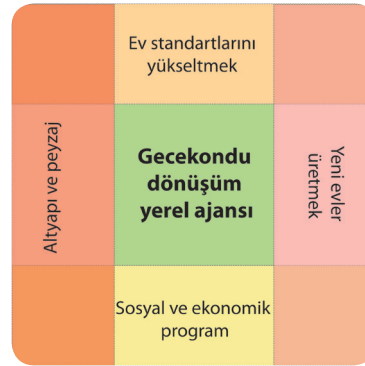 Ev standartlarını
yükseltmek
Altyapı ve peyzaj
Gecekondu
dönüşüm
yerel ajansı
Yeni evler
üretmek
Sosyal ve ekonomik
program